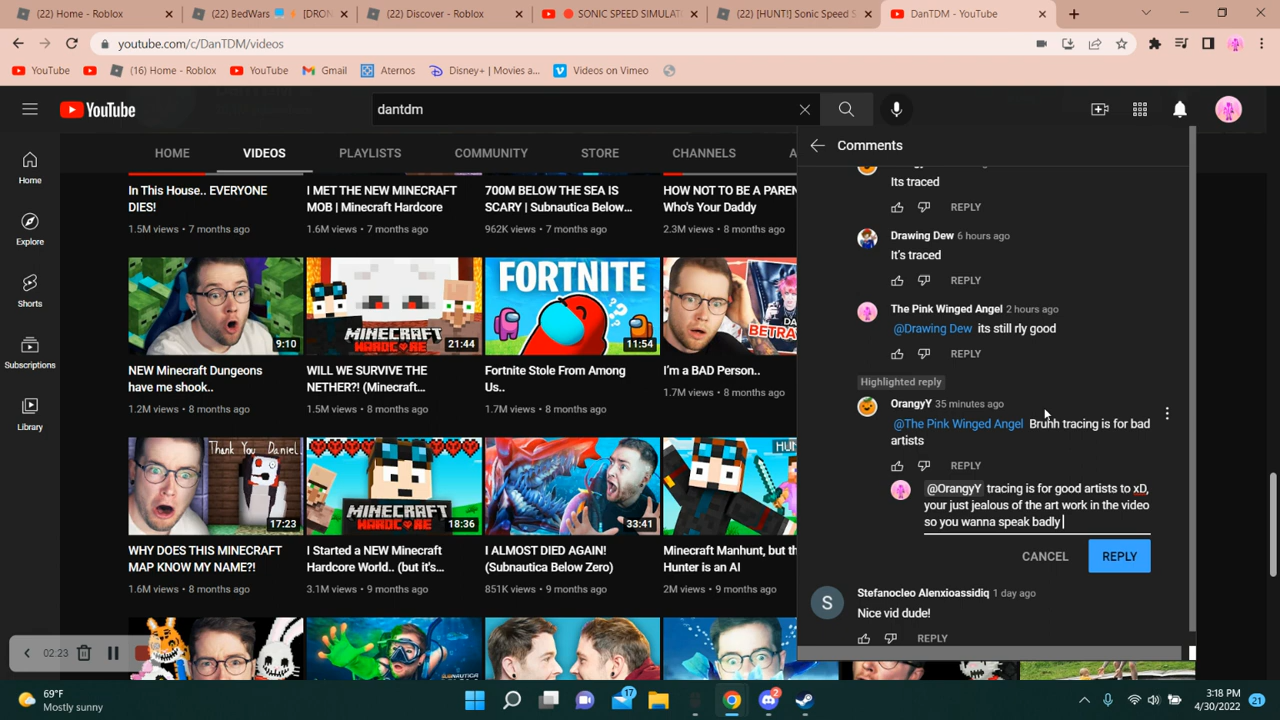 (22) Home - Roblox
(22) BedWars [DRON
(22) Discover - Roblox
SONIC SPEED SIMULAT
(22) [HUNT!] Sonic Speed S
DanTDM - YouTube
youtube.com/c/DanTDM/videos
YouTube
(16) Home - Roblox
YouTube
Gmail
Aternos
Disney+ | Movies a...
Videos on Vimeo
YouTube
dantdm
HOME
VIDEOS
PLAYLISTS
COMMUNITY
STORE
CHANNELS
A
Home
Explore
Shorts
Subscriptions
Library
In This House.. EVERYONE
DIES!
1.5M views • 7 months ago
I MET THE NEW MINECRAFT
MOB | Minecraft Hardcore
1.6M views • 7 months ago
700M BELOW THE SEA IS
SCARY | Subnautica Below...
962K views • 7 months ago
HOW NOT TO BE A PAREN
Who's Your Daddy
2.3M views • 8 months ago
9:10
MINECRAFT
HARDC RE
21:44
FORTNITE
??
11:54
DA
BETRA
NEW Minecraft Dungeons
have me shook..
1.2M views • 8 months ago
WILL WE SURVIVE THE
NETHER?! (Minecraft...
1.5M views • 8 months ago
Fortnite Stole From Among
Us..
1.7M views • 8 months ago
I'm a BAD Person..
1.7M views • 8 months ago
Thank You Daniel.
17:23
MINECRAFT
HARDC RE
18:36
33:41
WHY DOES THIS MINECRAFT
MAP KNOW MY NAME?!
1.6M views • 8 months ago
I Started a NEW Minecraft
Hardcore World.. (but it's...
1.8M views • 9 months ago
I ALMOST DIED AGAIN!
(Subnautica Below Zero)
851K views • 9 months ago
Minecraft Manhunt, but th
Hunter is an AI
2M views • 9 months ago
Comments
Its traced
REPLY
Drawing Dew 6 hours ago
It's traced
REPLY
The Pink Winged Angel 2 hours ago
@Drawing Dew its still rly good
REPLY
Highlighted reply
OrangyY 35 minutes ago
@The Pink Winged Angel Bruhh tracing is for bad
artists
REPLY
@OrangyY tracing is for good artists to xD,
your just jealous of the art work in the video
so you wanna speak badly
CANCEL
REPLY
S
Stefanocleo Alenxioassidiq 1 day ago
Nice vid dude!
REPLY
02:23
69°F
Mostly sunny
17
2
3:18 PM
4/30/2022
21